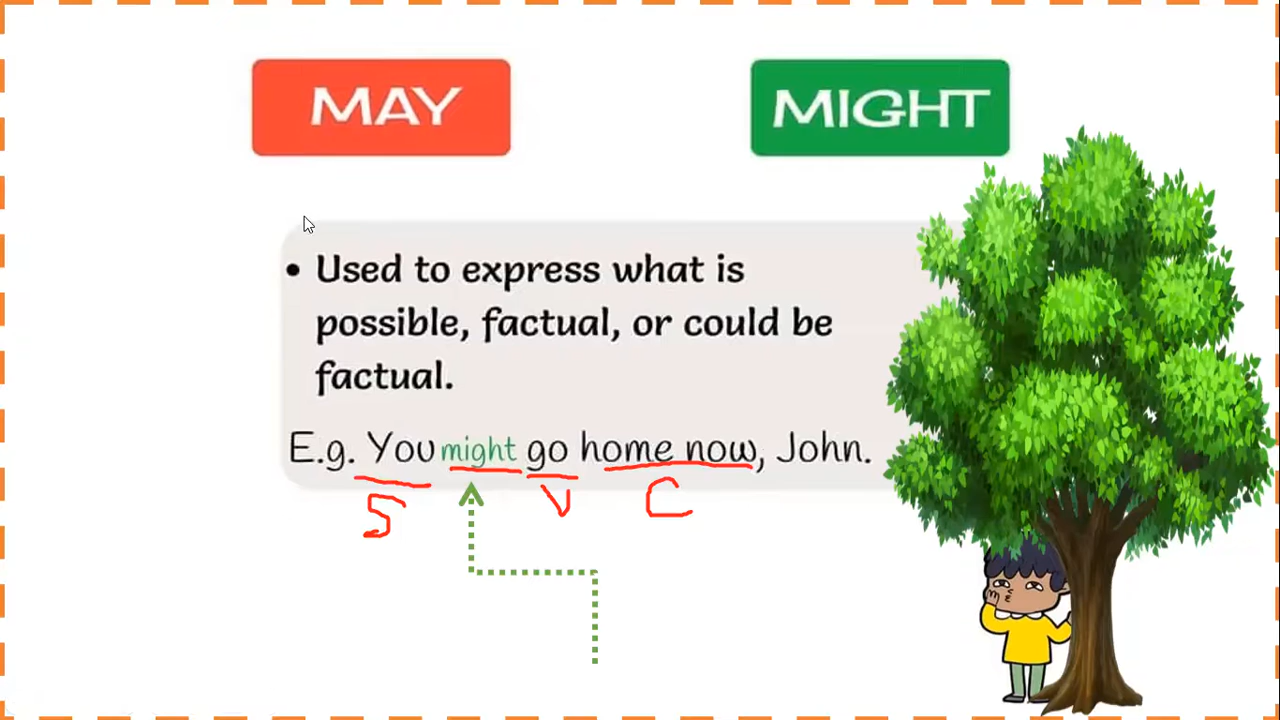 MAY
MIGHT
• Used to express what is
possible, factual, or could be
factual.
E.g. You might go home now, John.
S V C